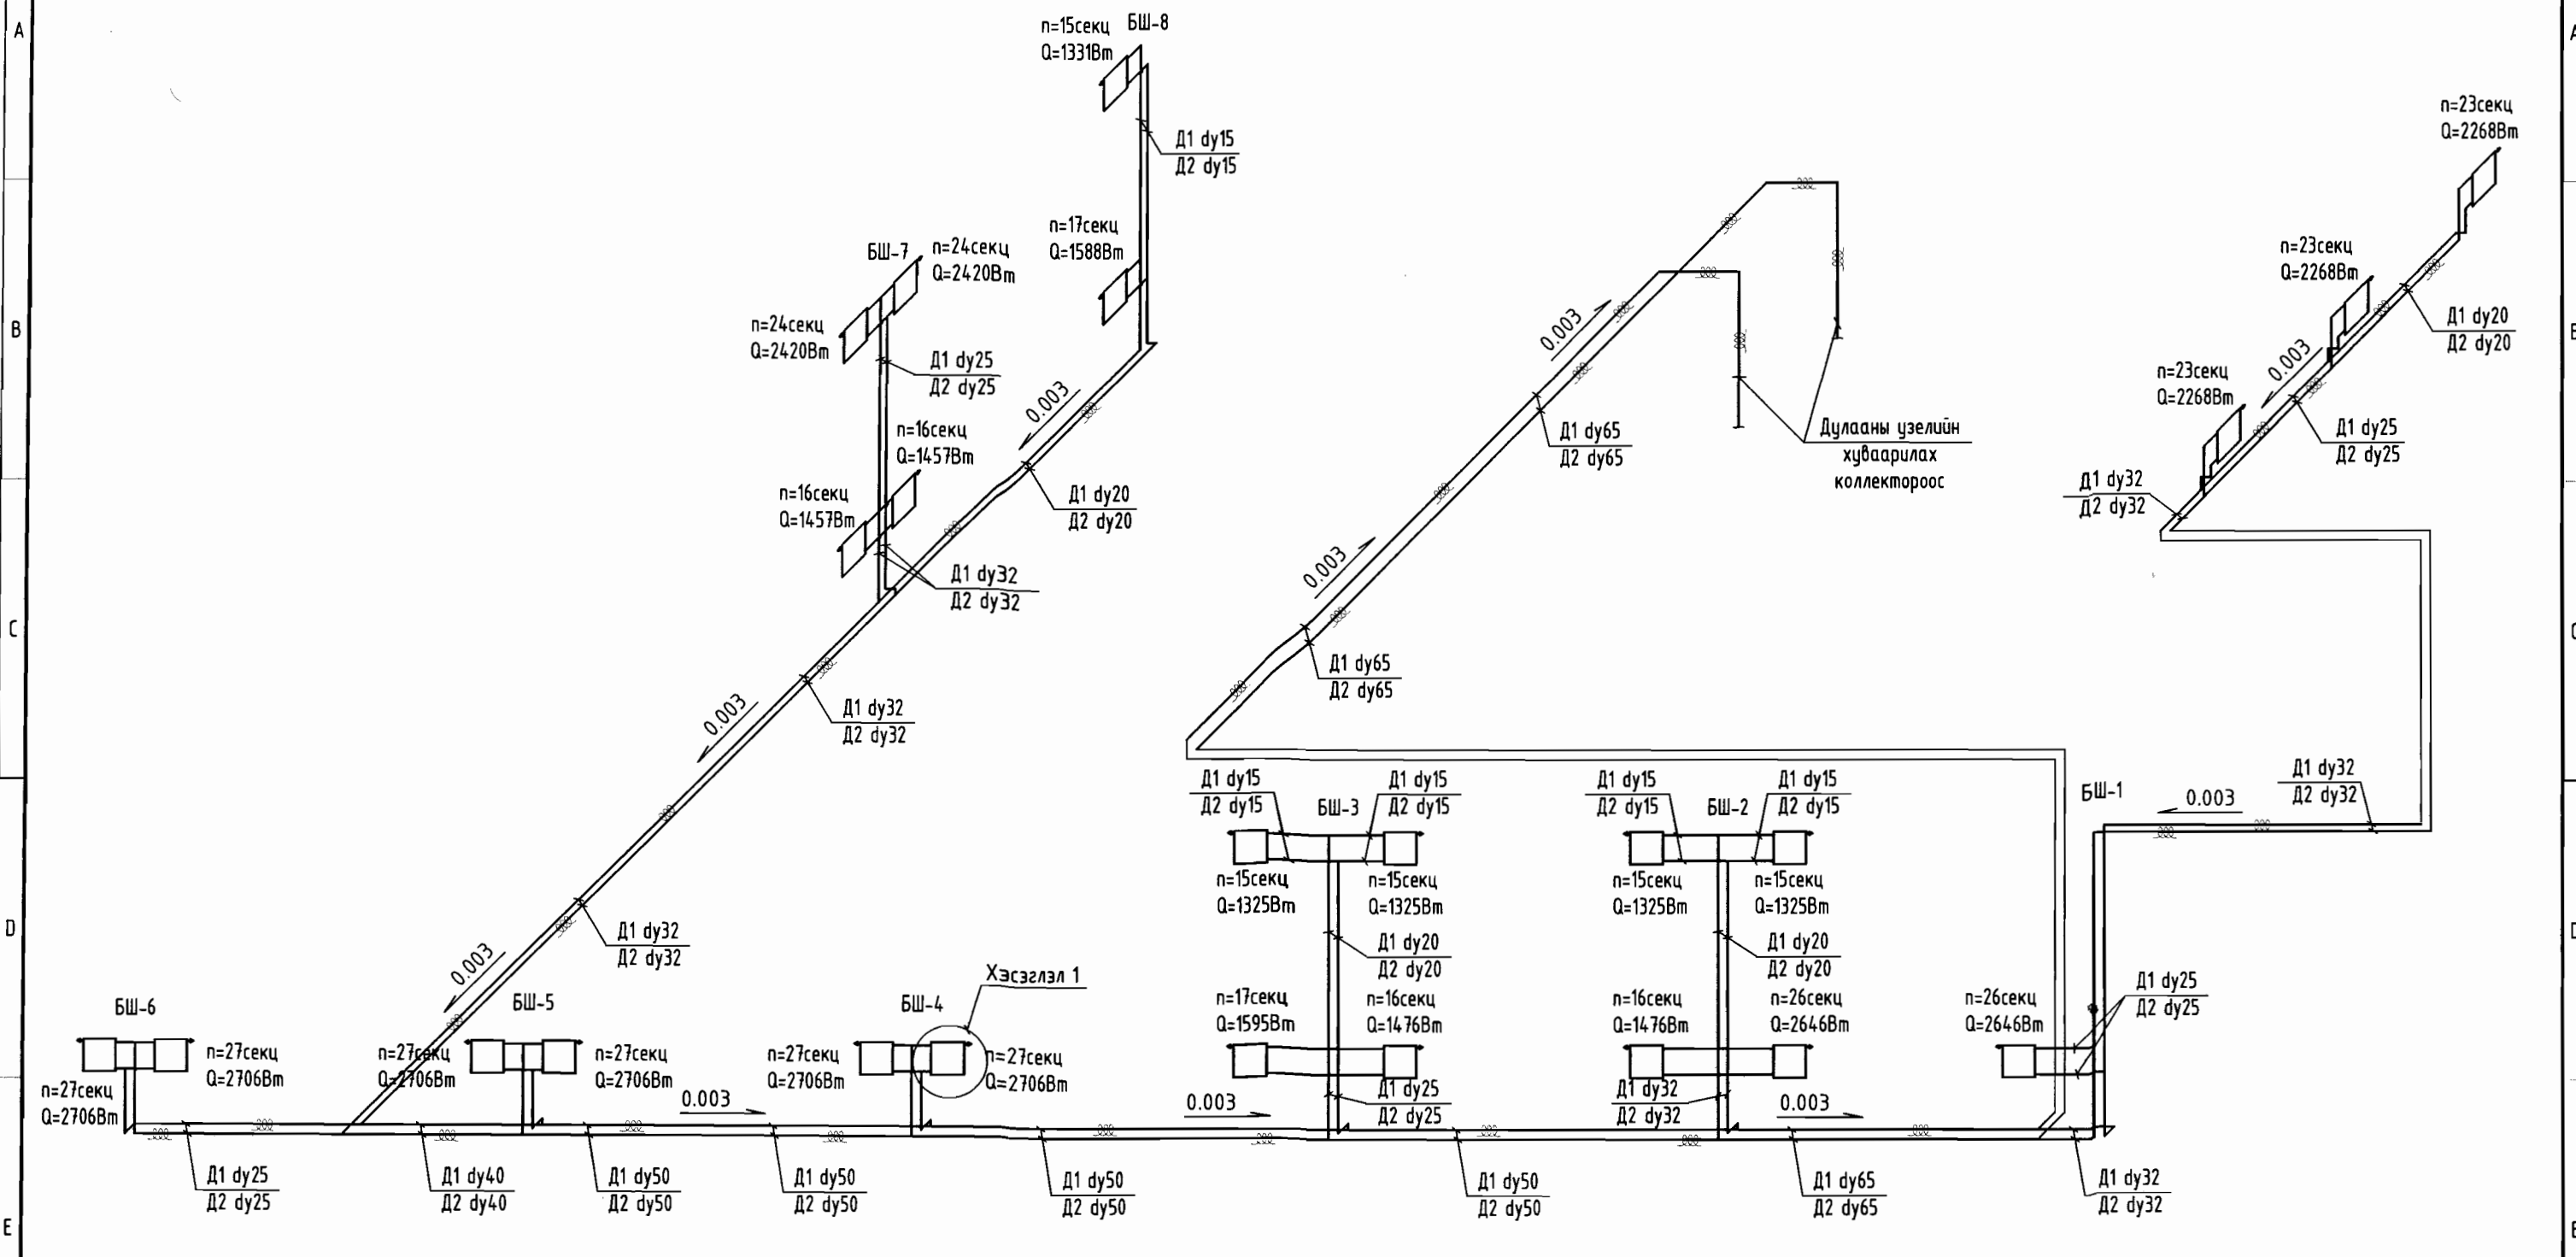 A
n=15секц
БШ-8
Q=1331Вт
Д1 dy15
Д2 dy15
n=17секц
Q=1588Вт
БШ-7
n=24секц
Q=2420Вт
n=24секц
Q=2420Вт
Д1 dy25
Д2 dy25
n=16секц
Q=1457Вт
n=16секц
Q=1457Вт
Д1 dy32
Д2 dy32
0.003
Д1 dy20
Д2 dy20
0.003
Д1 dy32
Д2 dy32
0.003
Д1 dy32
Д2 dy32
0.003
Д1 dy65
Д2 dy65
Дулааны узелийн
хуваарилах
коллектороос
0.003
Д1 dy65
Д2 dy65
n=23секц
Q=2268Вт
n=23секц
Q=2268Вт
n=23секц
Q=2268Вт
0.003
Д1 dy20
Д2 dy20
Д1 dy25
Д2 dy25
Д1 dy32
Д2 dy32
B
C
D
E
Д1 dy15
Д2 dy15
БШ-3
Д1 dy15
Д2 dy15
Д1 dy15
Д2 dy15
БШ-2
Д1 dy15
Д2 dy15
БШ-1
0.003
Д1 dy32
Д2 dy32
n=15секц
Q=1325Вт
n=15секц
Q=1325Вт
n=15секц
Q=1325Вт
n=15секц
Q=1325Вт
Д1 dy20
Д2 dy20
Д1 dy20
Д2 dy20
n=17секц
Q=1595Вт
n=16секц
Q=1476Вт
n=16секц
Q=1476Вт
n=26секц
Q=2646Вт
n=26секц
Q=2646Вт
Д1 dy25
Д2 dy25
БШ-6
n=27секц
Q=2706Вт
n=27секц
Q=2706Вт
БШ-5
n=27секц
Q=2706Вт
n=27секц
Q=2706Вт
БШ-4
Хэсэглэл 1
n=27секц
Q=2706Вт
n=27секц
Q=2706Вт
0.003
0.003
Д1 dy25
Д2 dy25
Д1 dy32
Д2 dy32
0.003
Д1 dy25
Д2 dy25
Д1 dy40
Д2 dy40
Д1 dy50
Д2 dy50
Д1 dy50
Д2 dy50
Д1 dy50
Д2 dy50
Д1 dy50
Д2 dy50
Д1 dy65
Д2 dy65
Д1 dy32
Д2 dy32